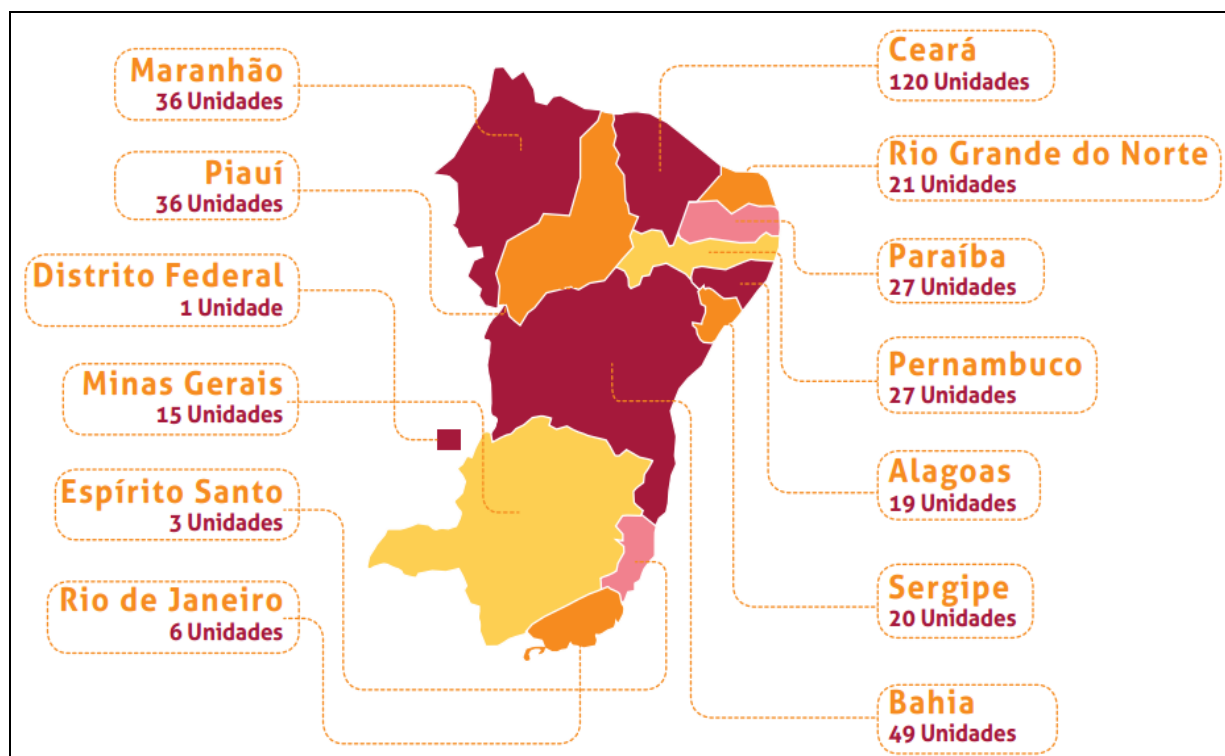 Maranhão
36 Unidades
Piauí
36 Unidades
Distrito Federal
1 Unidade
Minas Gerais
15 Unidades
Espírito Santo
3 Unidades
Rio de Janeiro
6 Unidades
Ceará
120 Unidades
Rio Grande do Norte
21 Unidades
Paraíba
27 Unidades
Pernambuco
27 Unidades
Alagoas
19 Unidades
Sergipe
20 Unidades
Bahia
49 Unidades